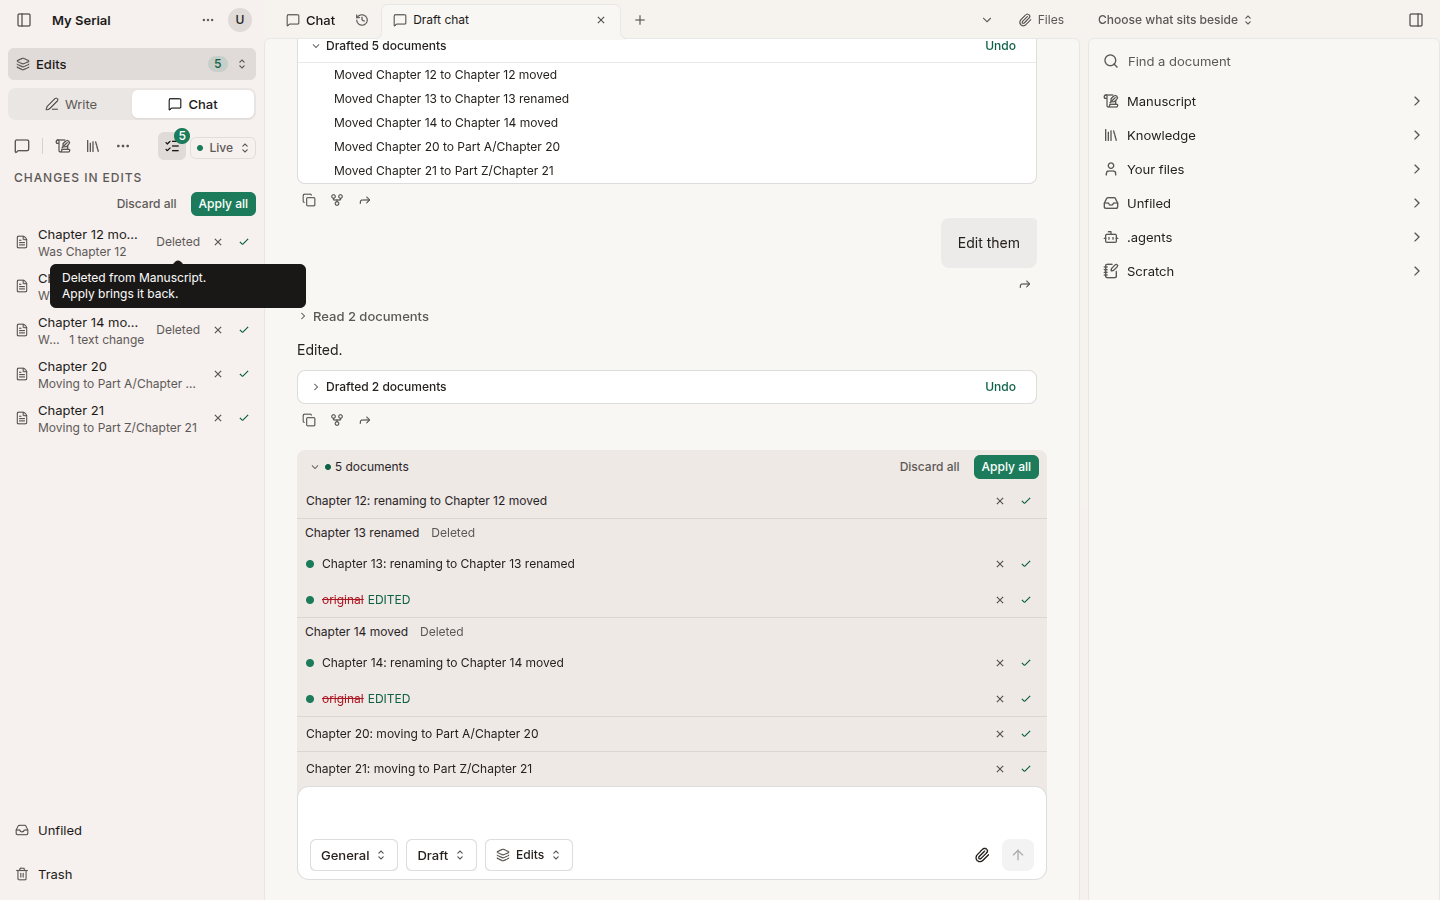 My Serial
U
Edits
5
Write
Chat
5
Live
CHANGES IN EDITS
Discard all
Apply all
Chapter 12 mo...
Was Chapter 12
Deleted
Deleted from Manuscript.
Apply brings it back.
Chapter 14 mo...
W... 1 text change
Deleted
Chapter 20
Moving to Part A/Chapter ...
Chapter 21
Moving to Part Z/Chapter 21
Unfiled
Trash
Chat
Draft chat
Files
Drafted 5 documents
Undo
Moved Chapter 12 to Chapter 12 moved
Moved Chapter 13 to Chapter 13 renamed
Moved Chapter 14 to Chapter 14 moved
Moved Chapter 20 to Part A/Chapter 20
Moved Chapter 21 to Part Z/Chapter 21
Edit them
Read 2 documents
Edited.
Drafted 2 documents
Undo
5 documents
Discard all
Apply all
Chapter 12: renaming to Chapter 12 moved
Chapter 13 renamed Deleted
Chapter 13: renaming to Chapter 13 renamed
original EDITED
Chapter 14 moved Deleted
Chapter 14: renaming to Chapter 14 moved
original EDITED
Chapter 20: moving to Part A/Chapter 20
Chapter 21: moving to Part Z/Chapter 21
General
Draft
Edits
Choose what sits beside
Find a document
Manuscript
Knowledge
Your files
Unfiled
.agents
Scratch